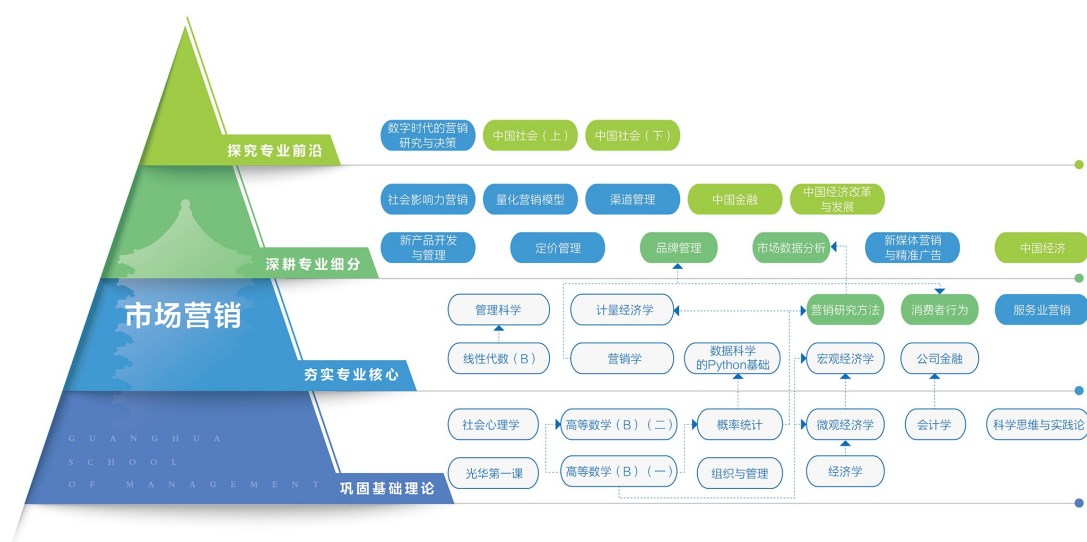 数字时代的营销
研究与决策
中国社会（上）
中国社会（下）
探究专业前沿
社会影响力营销
量化营销模型
渠道管理
中国金融
中国经济改革
与发展
新产品开发
与管理
定价管理
品牌管理
市场数据分析
新媒体营销
与精准广告
中国经济
深耕专业细分
市场营销
管理科学
计量经济学
营销研究方法
消费者行为
服务业营销
线性代数（B）
营销学
数据科学
的Python基础
宏观经济学
公司金融
夯实专业核心
社会心理学
高等数学（B）（二）
概率统计
微观经济学
会计学
科学思维与实践论
光华第一课
高等数学（B）（一）
组织与管理
经济学
GUANGHUA
SCHOOL
OF MANAGEMENT
巩固基础理论